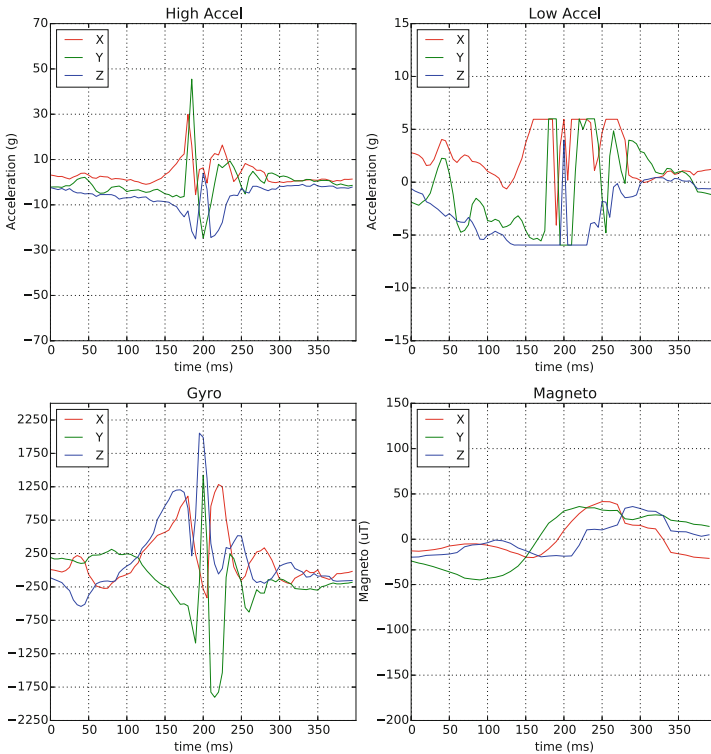 High Accel
70
50
30
10
−10
−30
−50
−70
Acceleration (g)
X
Y
Z
0 50 100 150 200 250 300 350
time (ms)
Low Accel
15
10
5
0
−5
−10
−15
Acceleration (g)
X
Y
Z
0 50 100 150 200 250 300 350
time (ms)
Gyro
2250
1750
1250
750
250
−250
−750
−1250
−1750
−2250
X
Y
Z
0 50 100 150 200 250 300 350
time (ms)
Magneto
150
100
50
0
−50
−100
−150
−200
Magneto (uT)
X
Y
Z
0 50 100 150 200 250 300 350
time (ms)